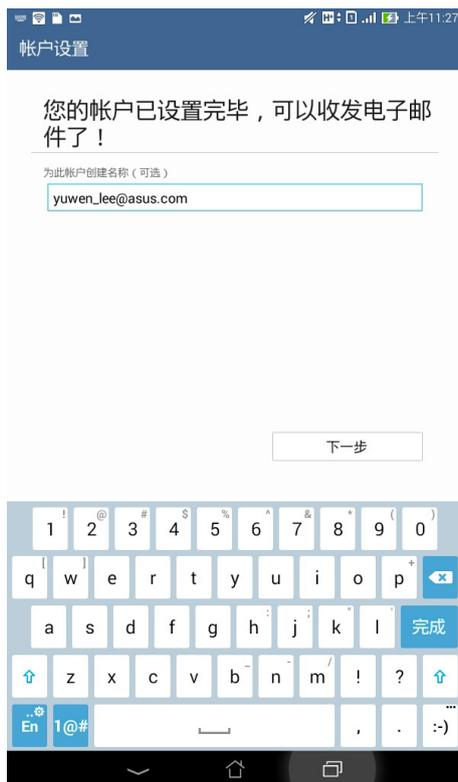 上午11:27
帐户设置
您的帐户已设置完毕，可以收发电子邮
件了！
为此帐户创建名称（可选）
yuwen_lee@asus.com
下一步
! @ # $ % ^ & * ( )
1 2 3 4 5 6 7 8 9 0
[ ] +
q w e r t y u i o p
: ; " '
a s d f g h j k l 完成
_ - /
z x c v b n m ! ?
En 1@# , . :-)